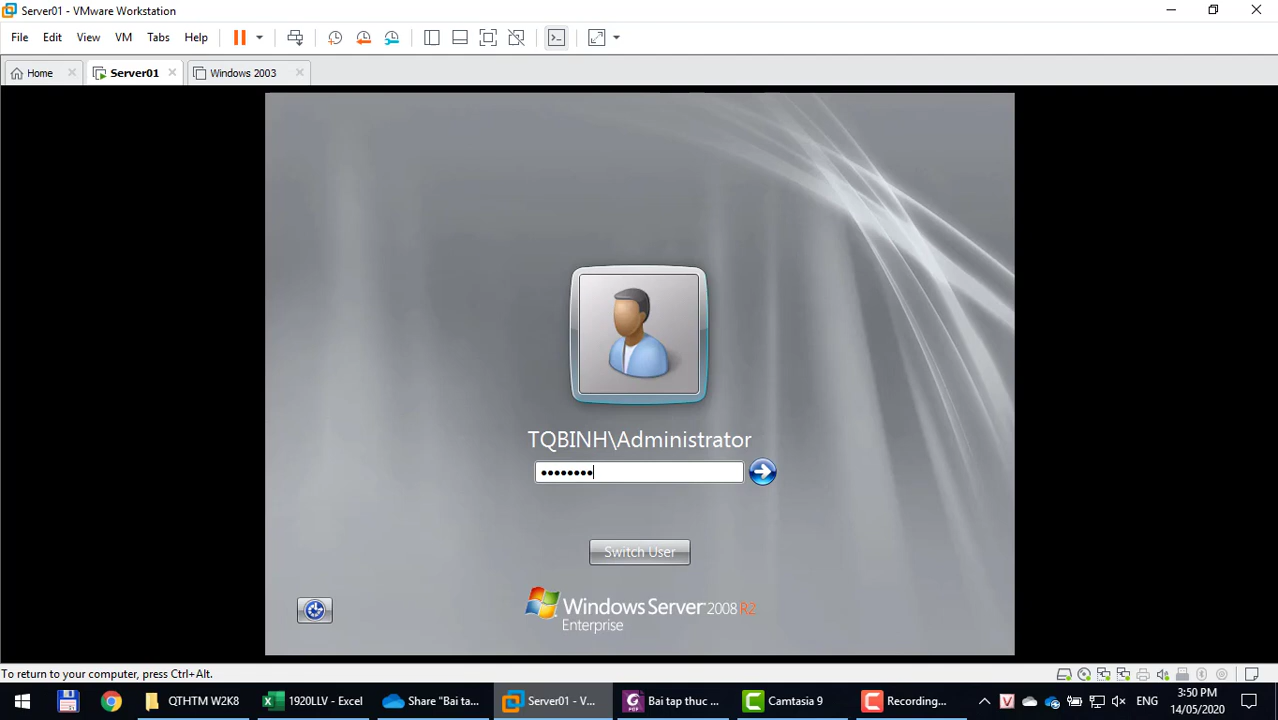 Server01 - VMware Workstation
File Edit View VM Tabs Help
Home Server01 Windows 2003
TQBINH\Administrator
••••••••
Switch User
Windows Server 2008 R2
Enterprise
To return to your computer, press Ctrl+Alt.
QTHTM W2K8 1920LLV - Excel Share "Bai ta... Server01 - V... Bai tap thuc ... Camtasia 9 Recording... ENG 3:50 PM
14/05/2020